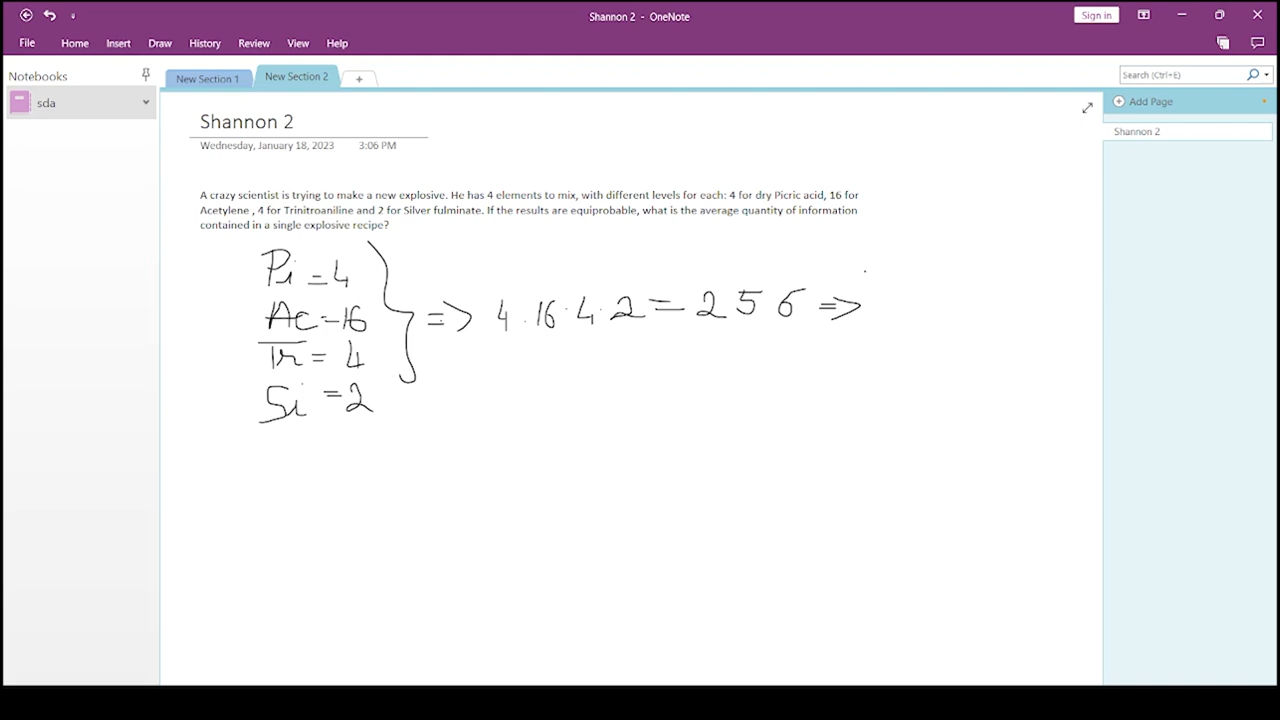 Shannon 2 - OneNote
Sign in
File Home Insert Draw History Review View Help
Notebooks
New Section 1
New Section 2
+
Search (Ctrl+E)
sda
Add Page
Shannon 2
Shannon 2
Wednesday, January 18, 2023 3:06 PM
A crazy scientist is trying to make a new explosive. He has 4 elements to mix, with different levels for each: 4 for dry Picric acid, 16 for
Acetylene , 4 for Trinitroaniline and 2 for Silver fulminate. If the results are equiprobable, what is the average quantity of information
contained in a single explosive recipe?
Pi = 4
Ac = 16
Tr = 4
Si = 2
=> 4 · 16 · 4 · 2 = 256 =>